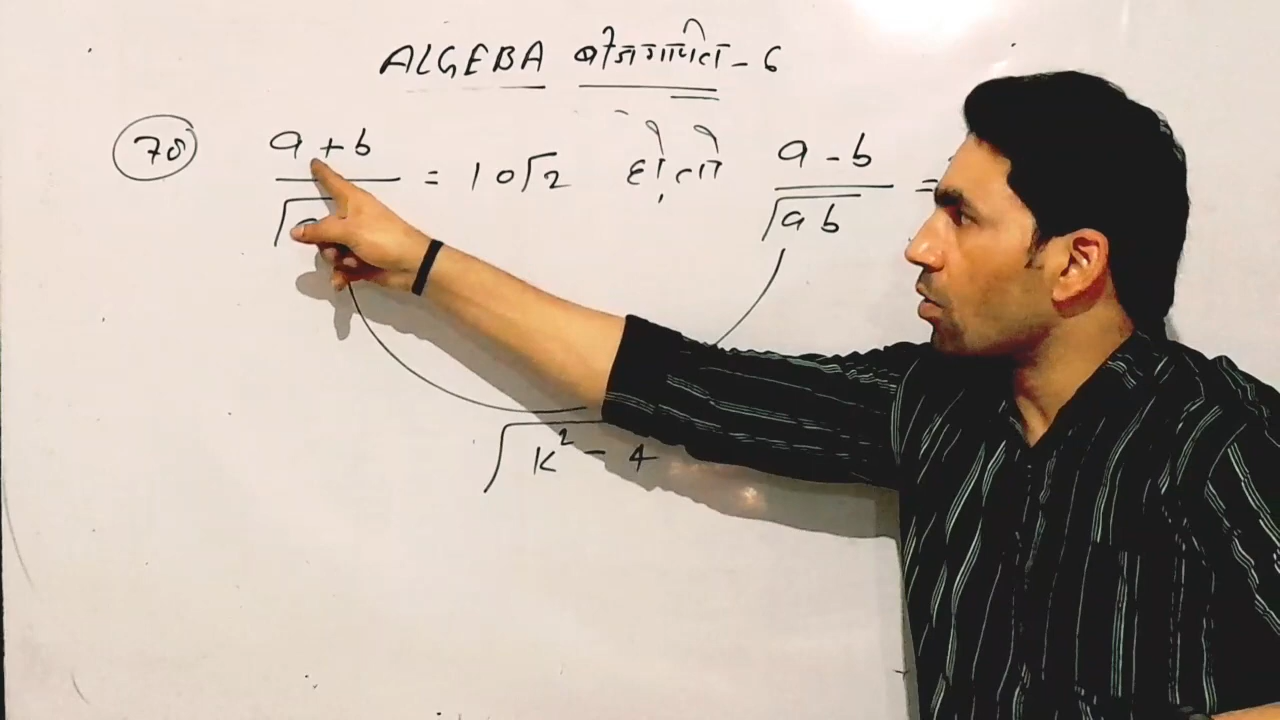 ALGEBA बीजगणित - 6
70 a + b / √a = 10√2 हो, तो a - b / √ab =
√k² - 4